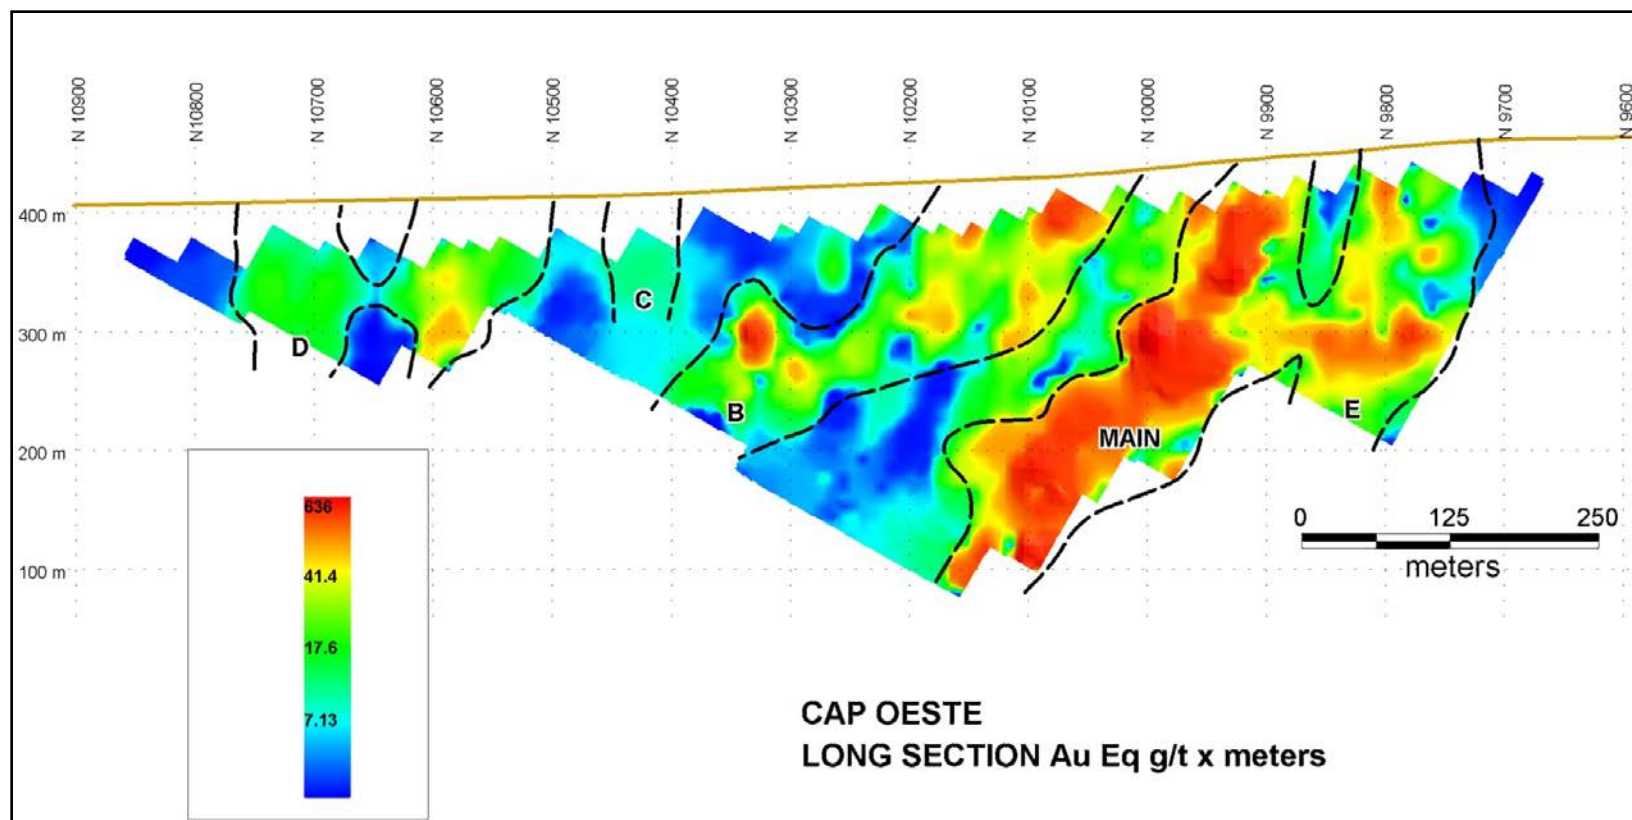 N 10900
N10800
N 10700
N 10600
N 10500
N 10400
N 10300
N 10200
N 10100
N 10000
N 9900
N 9800
N 9700
N 9600
400 m
300 m
200 m
100 m
D
C
B
MAIN
E
636
41.4
17.6
7.13
0 125 250
meters
CAP OESTE
LONG SECTION Au Eq g/t x meters